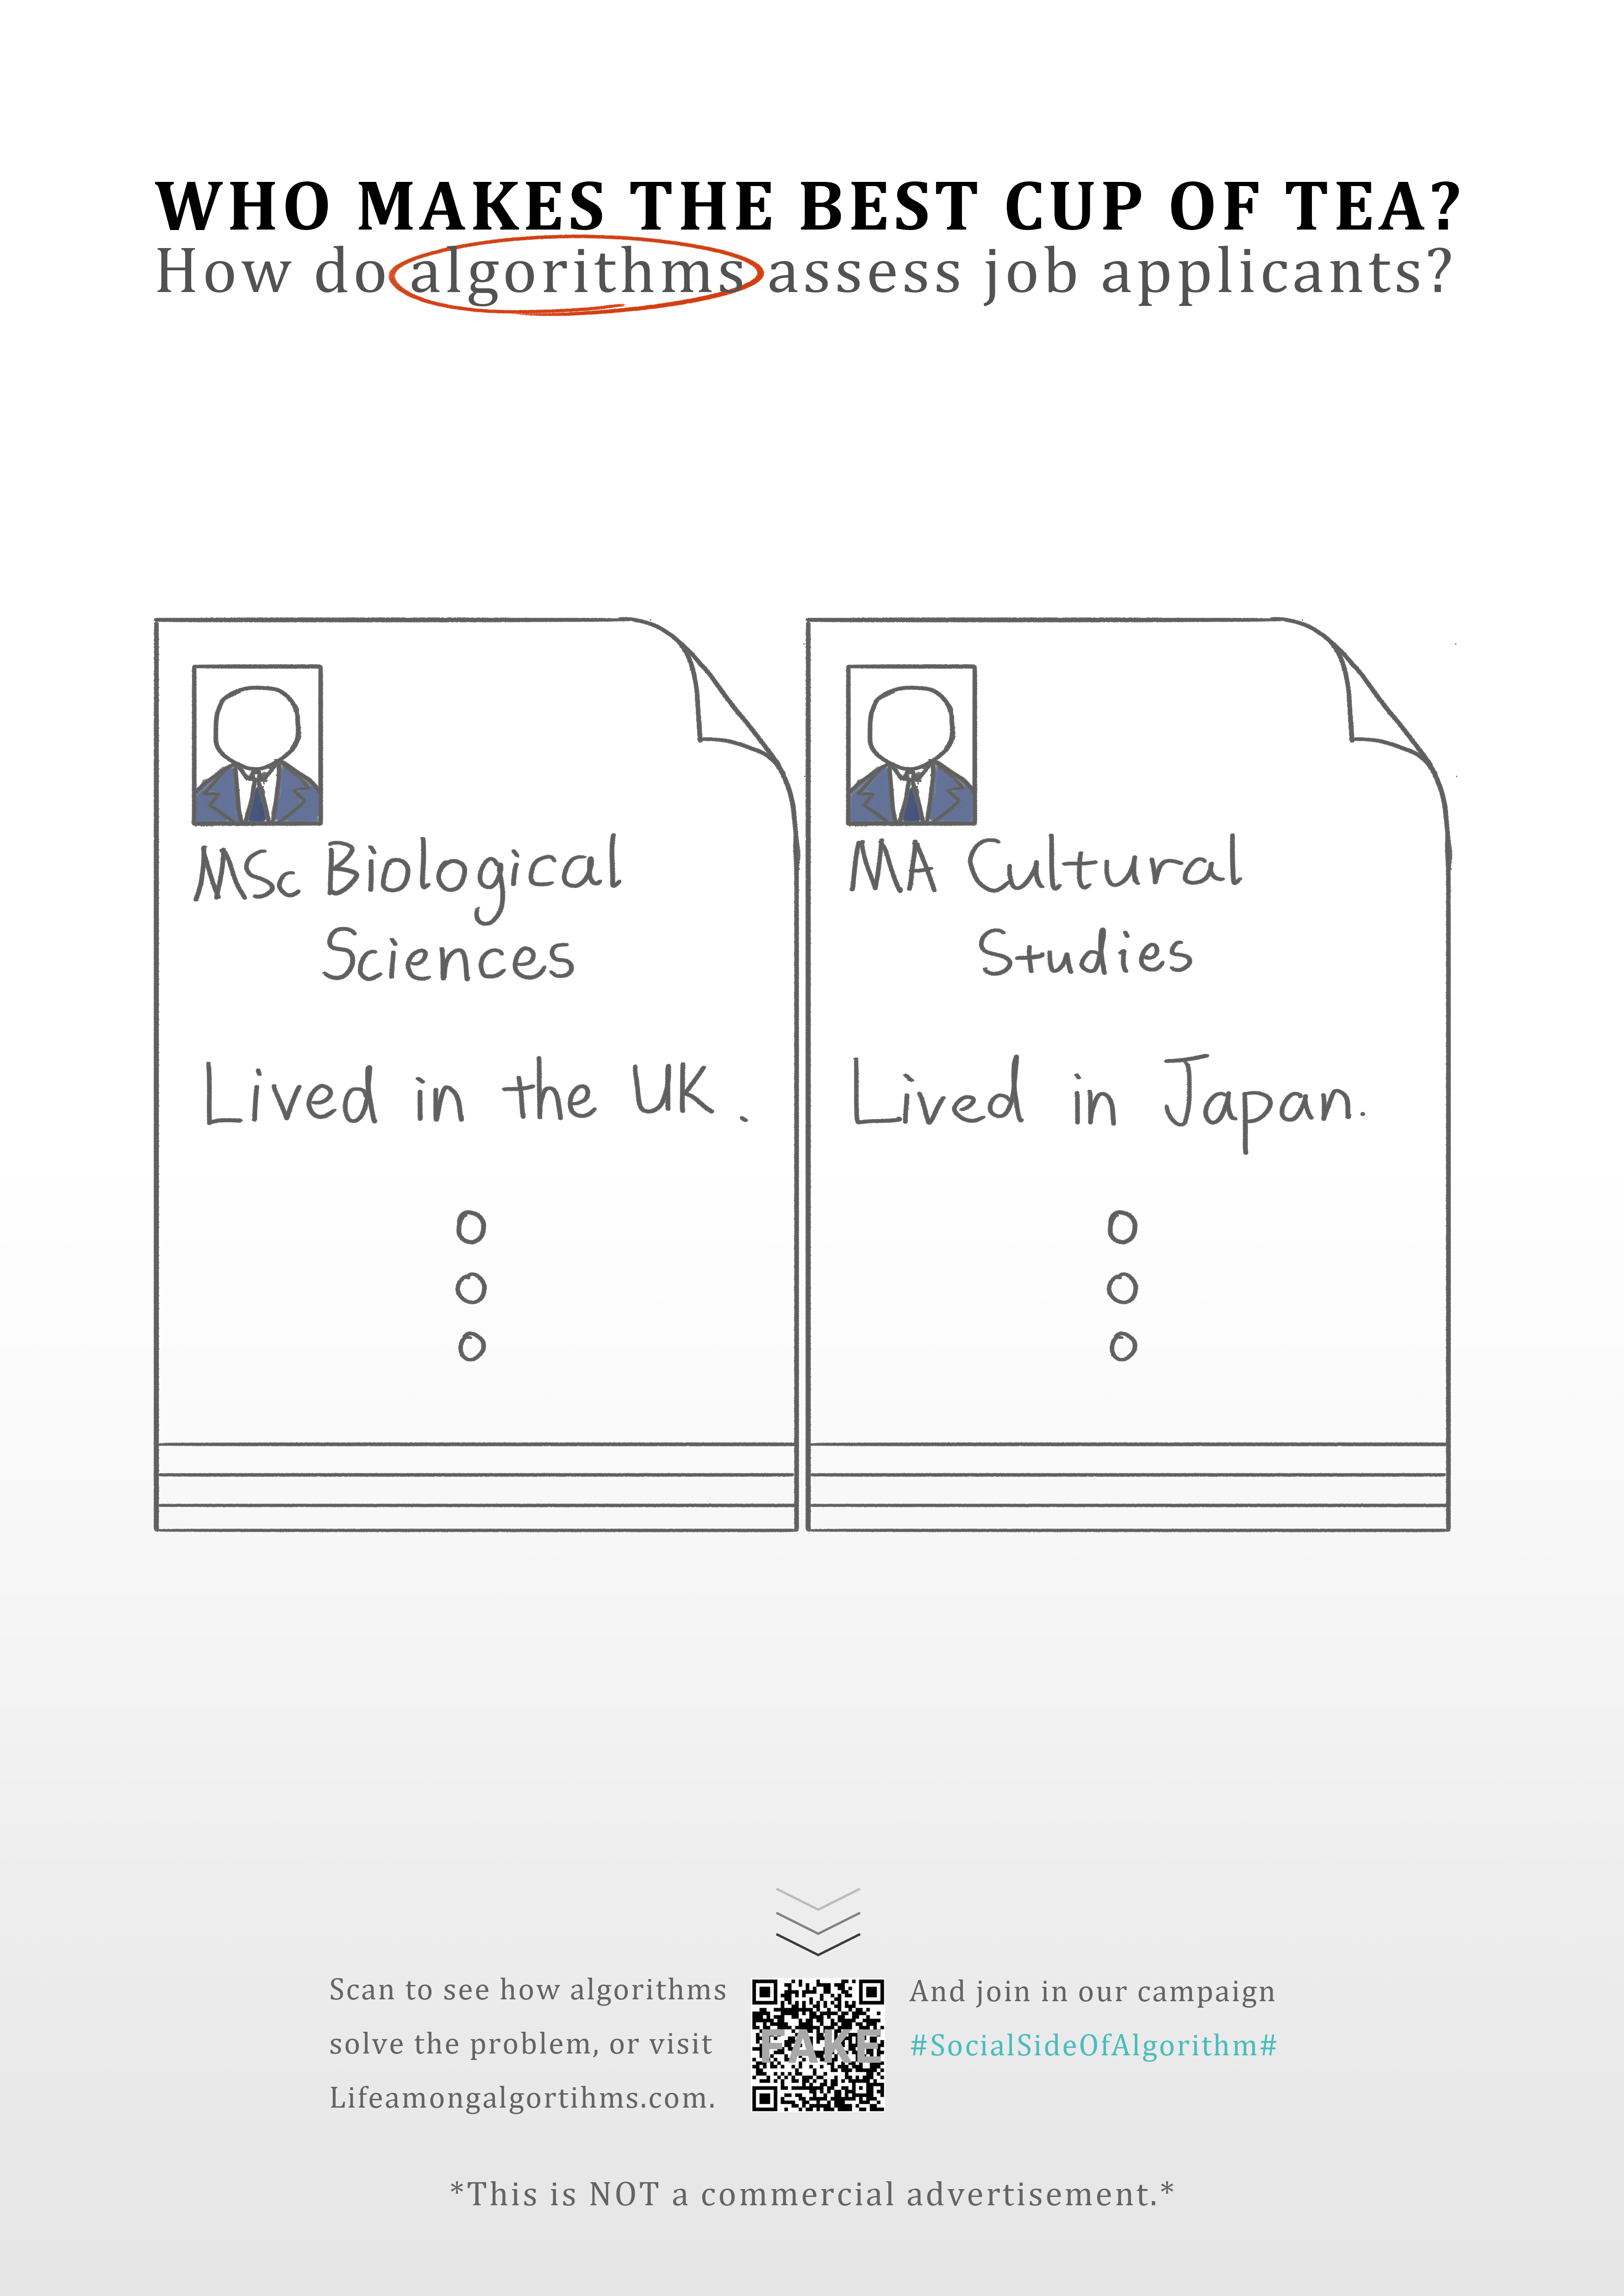 WHO MAKES THE BEST CUP OF TEA?
How do algorithms assess job applicants?
MSc Biological
Sciences
Lived in the UK.
MA Cultural
Studies
Lived in Japan.
Scan to see how algorithms
solve the problem, or visit
Lifeamongalgortihms.com.
FAKE
And join in our campaign
#SocialSideOfAlgorithm#
*This is NOT a commercial advertisement.*